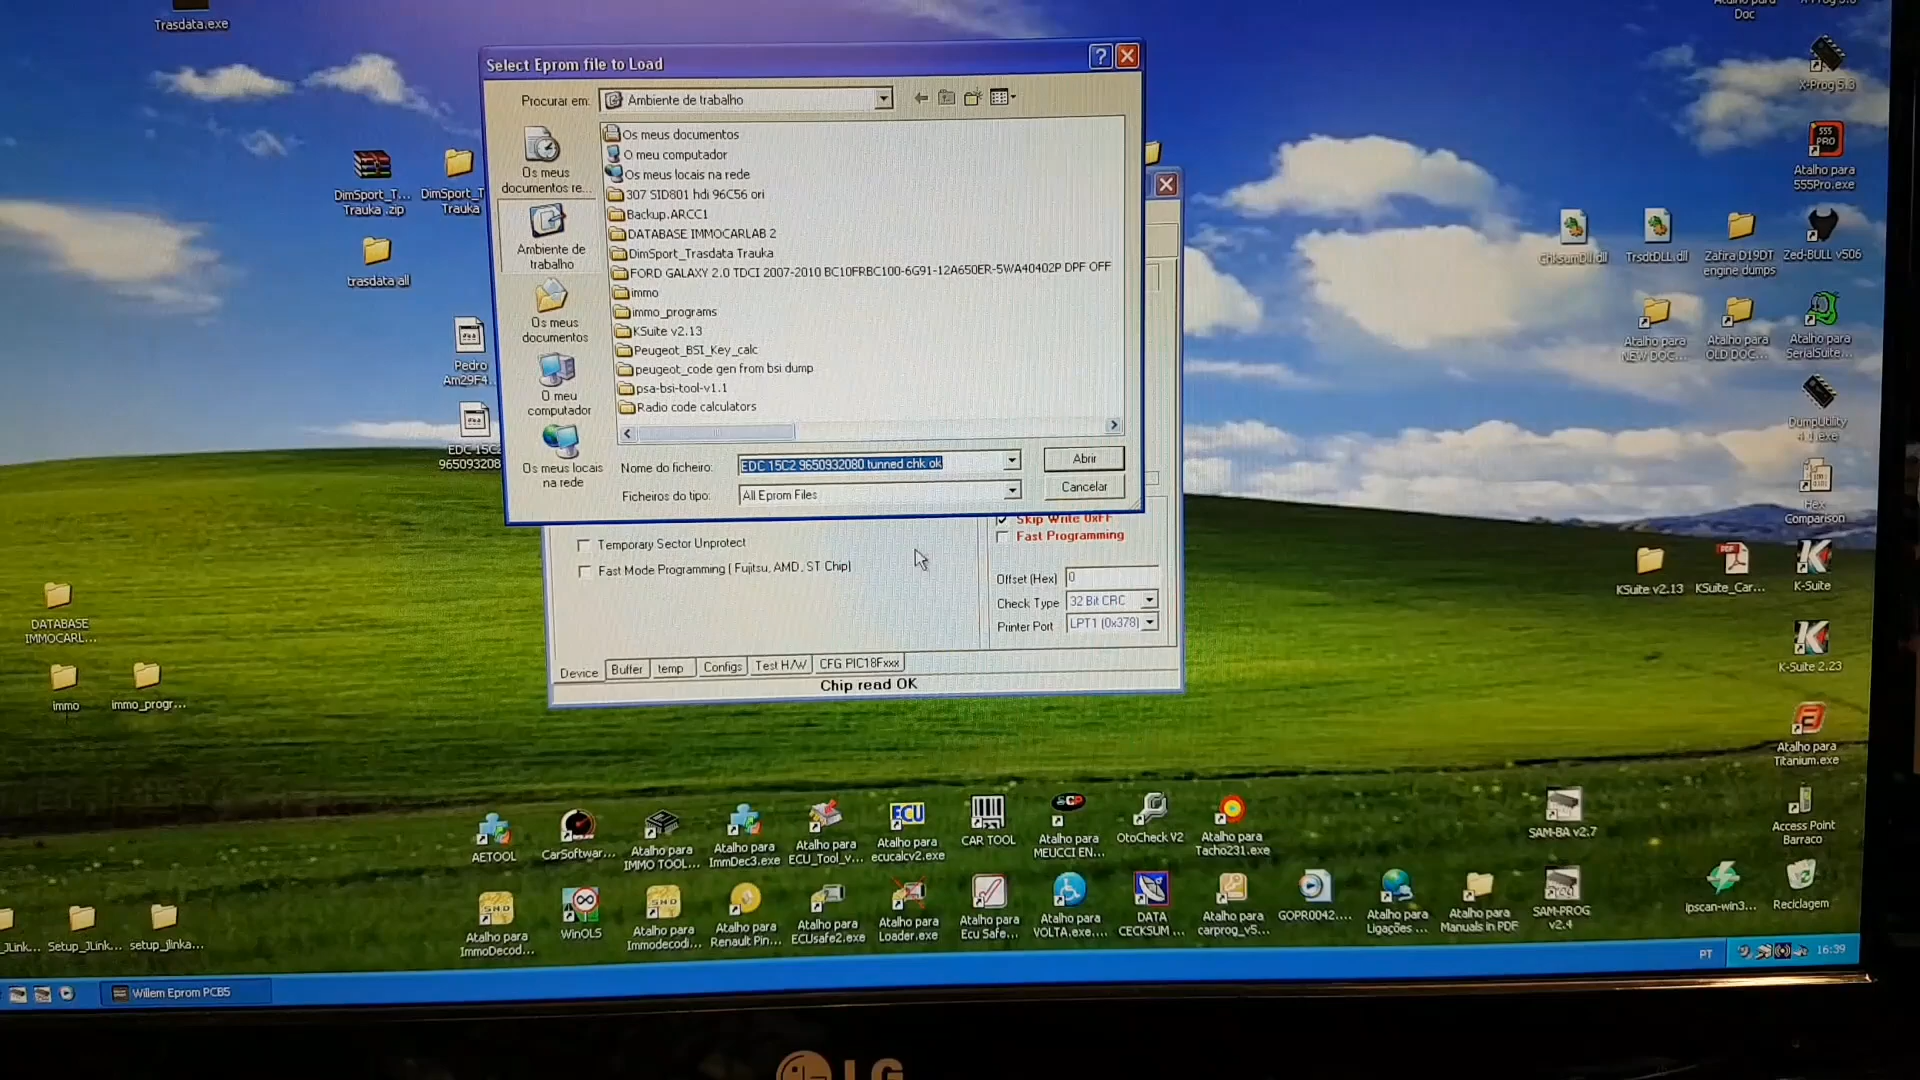 Trasdata.exe
Doc
X-Prog 5.3
Select Eprom file to Load
Procurar em:
Ambiente de trabalho
Os meus
documentos re...
Ambiente de
trabalho
Os meus
documentos
O meu
computador
Os meus locais
na rede
Os meus documentos
O meu computador
Os meus locais na rede
307 SID801 hdi 96C56 ori
Backup.ARCC1
DATABASE IMMOCARLAB 2
DimSport_Trasdata Trauka
FORD GALAXY 2.0 TDCI 2007-2010 BC10FRBC100-6G91-12A650ER-5WA40402P DPF OFF
immo
immo_programs
KSuite v2.13
Peugeot_BSI_Key_calc
peugeot_code gen from bsi dump
psa-bsi-tool-v1.1
Radio code calculators
Nome do ficheiro:
EDC 15C2 9650932080 tunned chk ok
Abrir
Ficheiros do tipo:
All Eprom Files
Cancelar
DimSport_T...
Trauka .zip
DimSport_T
Trauka
trasdata all
Pedro
Am29F4...
EDC 15C2
965093208
Skip Write 0xFF
Temporary Sector Unprotect
Fast Programming
Fast Mode Programming ( Fujitsu, AMD, ST Chip)
Offset (Hex)
0
Check Type
32 Bit CRC
Printer Port
LPT1 (0x378)
Device
Buffer
temp
Configs
Test H/W
CFG PIC18Fxxx
Chip read OK
555
PRO
Atalho para
555Pro.exe
ChksumDll.dll
TrsdtDLL.dll
Zafira D19DT
engine dumps
Zed-BULL v506
Atalho para
NEW DOC...
Atalho para
OLD DOC...
Atalho para
SerialSuite...
DumpUtility
4.1.exe
Hex
Comparison
KSuite v2.13
KSuite_Car...
K-Suite
K-Suite 2.23
Atalho para
Titanium.exe
Access Point
Barraco
DATABASE
IMMOCARL...
immo
immo_progr...
AETOOL
CarSoftwar...
Atalho para
IMMO TOOL...
Atalho para
ImmDec3.exe
Atalho para
ECU_Tool_v...
ECU
Atalho para
ecucalcv2.exe
CAR TOOL
Atalho para
MEUCCI EN...
OtoCheck V2
Atalho para
Tacho231.exe
SAM-BA v2.7
JLink...
Setup_JLink...
setup_jlinka...
Atalho para
ImmoDecod...
WinOLS
Atalho para
Immodecodi...
Atalho para
Renault Pin...
Atalho para
ECUsafe2.exe
Atalho para
Loader.exe
Atalho para
Ecu Safe...
Atalho para
VOLTA.exe...
DATA
CECKSUM ...
Atalho para
carprog_v5...
GOPR0042....
Atalho para
Ligações ...
Atalho para
Manuals in PDF
SAM-PROG
v2.4
ipscan-win3...
Reciclagem
Willem Eprom PCB5
PT
16:39
LG